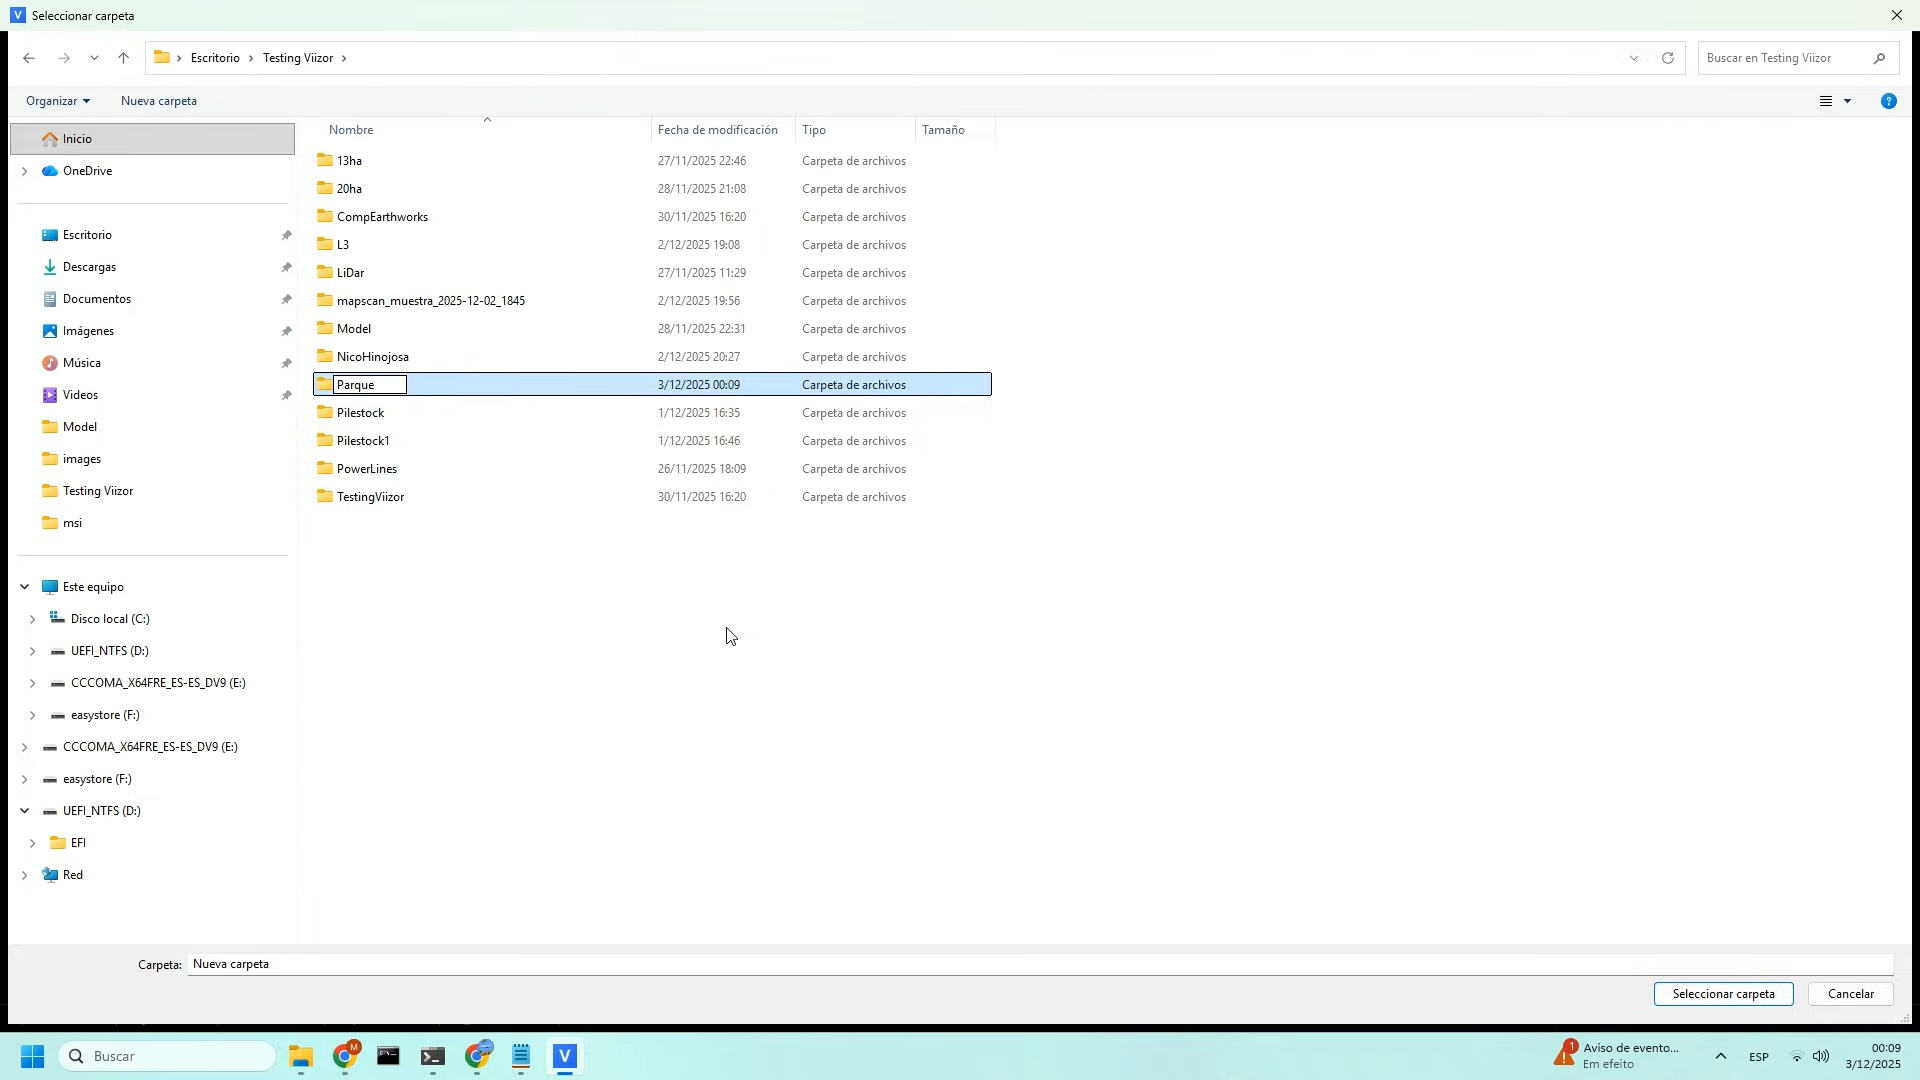 Seleccionar carpeta
Escritorio
Testing Viizor
Buscar en Testing Viizor
Organizar
Nueva carpeta
Nombre
Fecha de modificación
Tipo
Tamaño
Inicio
OneDrive
Escritorio
Descargas
Documentos
Imágenes
Música
Videos
Model
images
Testing Viizor
msi
Este equipo
Disco local (C:)
UEFI_NTFS (D:)
CCCOMA_X64FRE_ES-ES_DV9 (E:)
easystore (F:)
CCCOMA_X64FRE_ES-ES_DV9 (E:)
easystore (F:)
UEFI_NTFS (D:)
EFI
Red
13ha 27/11/2025 22:46 Carpeta de archivos
20ha 28/11/2025 21:08 Carpeta de archivos
CompEarthworks 30/11/2025 16:20 Carpeta de archivos
L3 2/12/2025 19:08 Carpeta de archivos
LiDar 27/11/2025 11:29 Carpeta de archivos
mapscan_muestra_2025-12-02_1845 2/12/2025 19:56 Carpeta de archivos
Model 28/11/2025 22:31 Carpeta de archivos
NicoHinojosa 2/12/2025 20:27 Carpeta de archivos
Parque 3/12/2025 00:09 Carpeta de archivos
Pilestock 1/12/2025 16:35 Carpeta de archivos
Pilestock1 1/12/2025 16:46 Carpeta de archivos
PowerLines 26/11/2025 18:09 Carpeta de archivos
TestingViizor 30/11/2025 16:20 Carpeta de archivos
Carpeta: Nueva carpeta
Seleccionar carpeta
Cancelar
Buscar
M
V
1
Aviso de evento...
Em efeito
ESP
00:09
3/12/2025